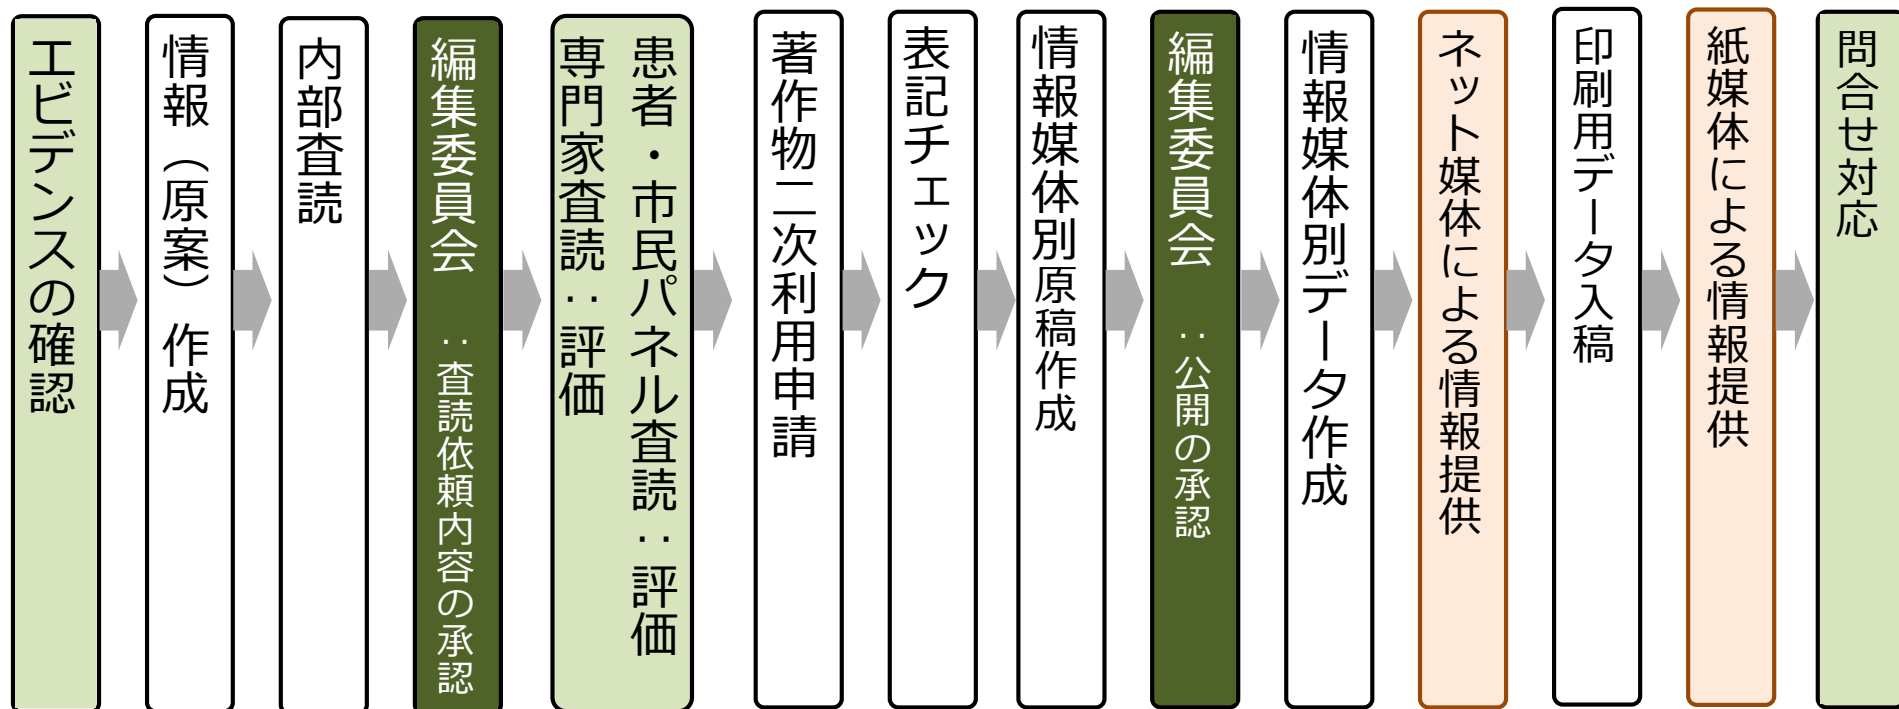 エビデンスの確認
情報（原案）作成
内部査読
編集委員会　：査読依頼内容の承認
患者・市民パネル査読：評価
専門家査読：評価
著作物二次利用申請
表記チェック
情報媒体別原稿作成
編集委員会　：公開の承認
情報媒体別データ作成
ネット媒体による情報提供
印刷用データ入稿
紙媒体による情報提供
問合せ対応